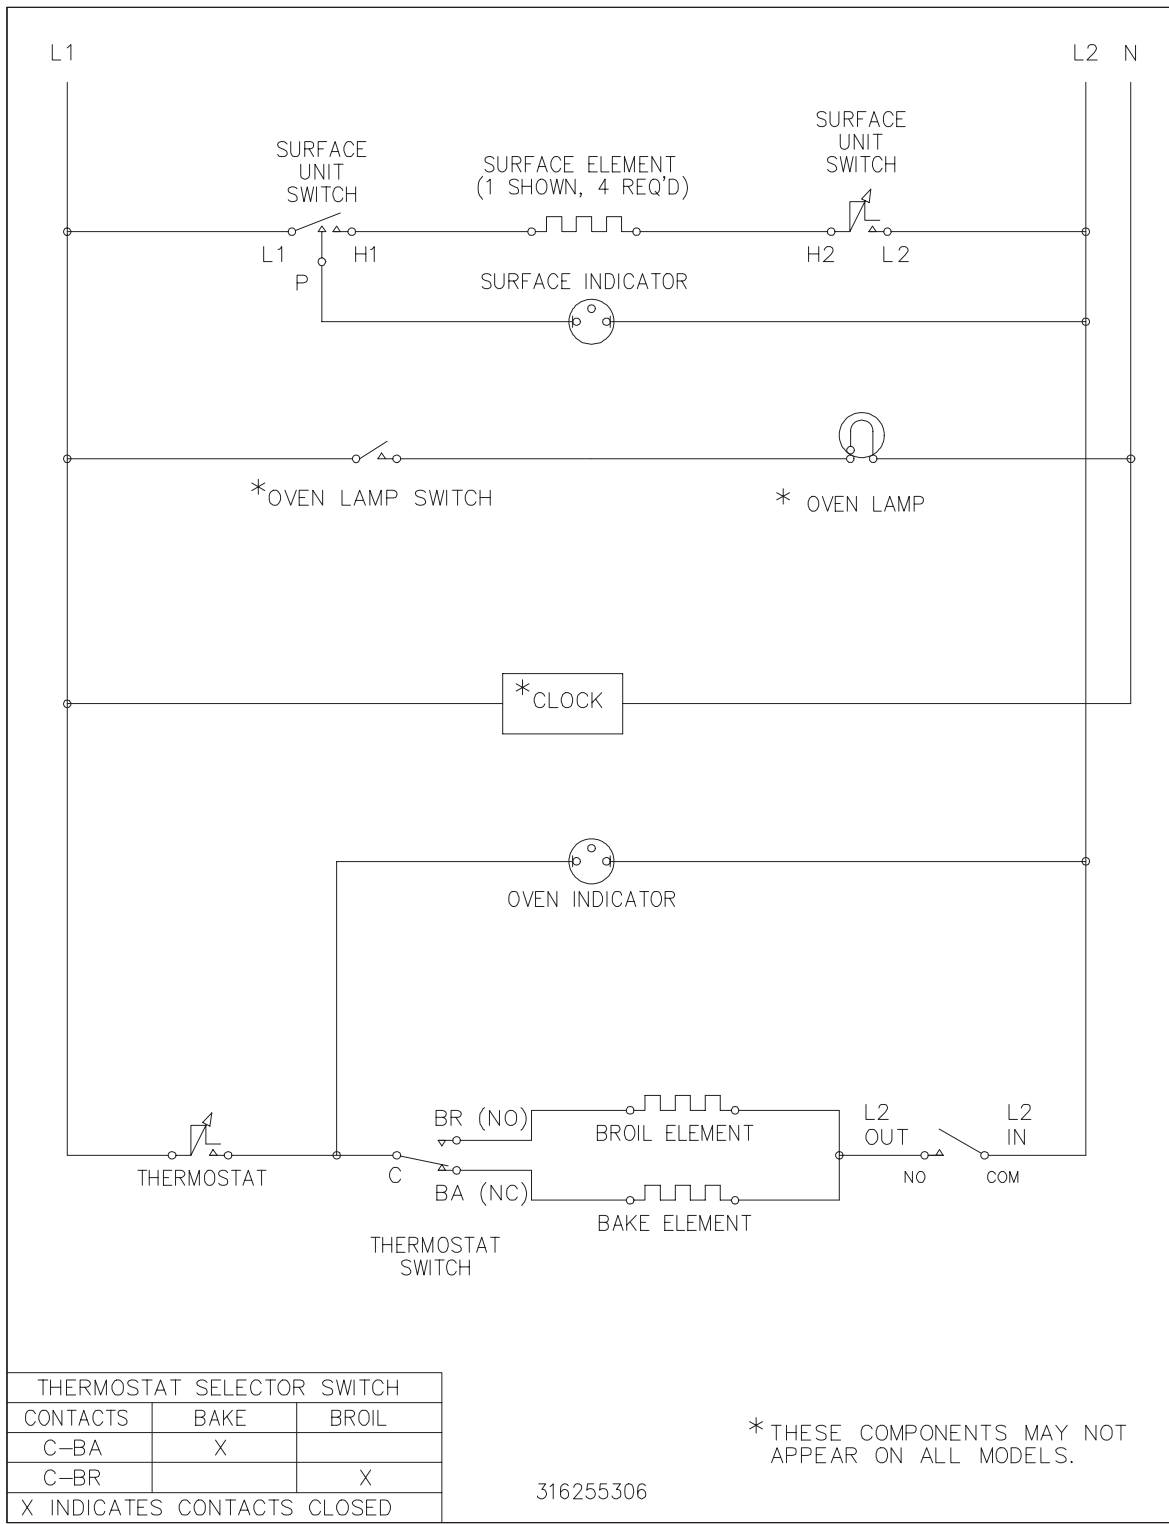 L1
L2 N
SURFACE
UNIT
SWITCH
SURFACE ELEMENT
(1 SHOWN, 4 REQ'D)
SURFACE
UNIT
SWITCH
L1
H1
P
H2
L2
SURFACE INDICATOR
*OVEN LAMP SWITCH
* OVEN LAMP
*CLOCK
OVEN INDICATOR
BR (NO)
BROIL ELEMENT
L2
OUT
L2
IN
THERMOSTAT
C
BA (NC)
NO
COM
BAKE ELEMENT
THERMOSTAT
SWITCH
THERMOSTAT SELECTOR SWITCH
CONTACTS BAKE BROIL
C-BA X
C-BR X
X INDICATES CONTACTS CLOSED
316255306
* THESE COMPONENTS MAY NOT
APPEAR ON ALL MODELS.